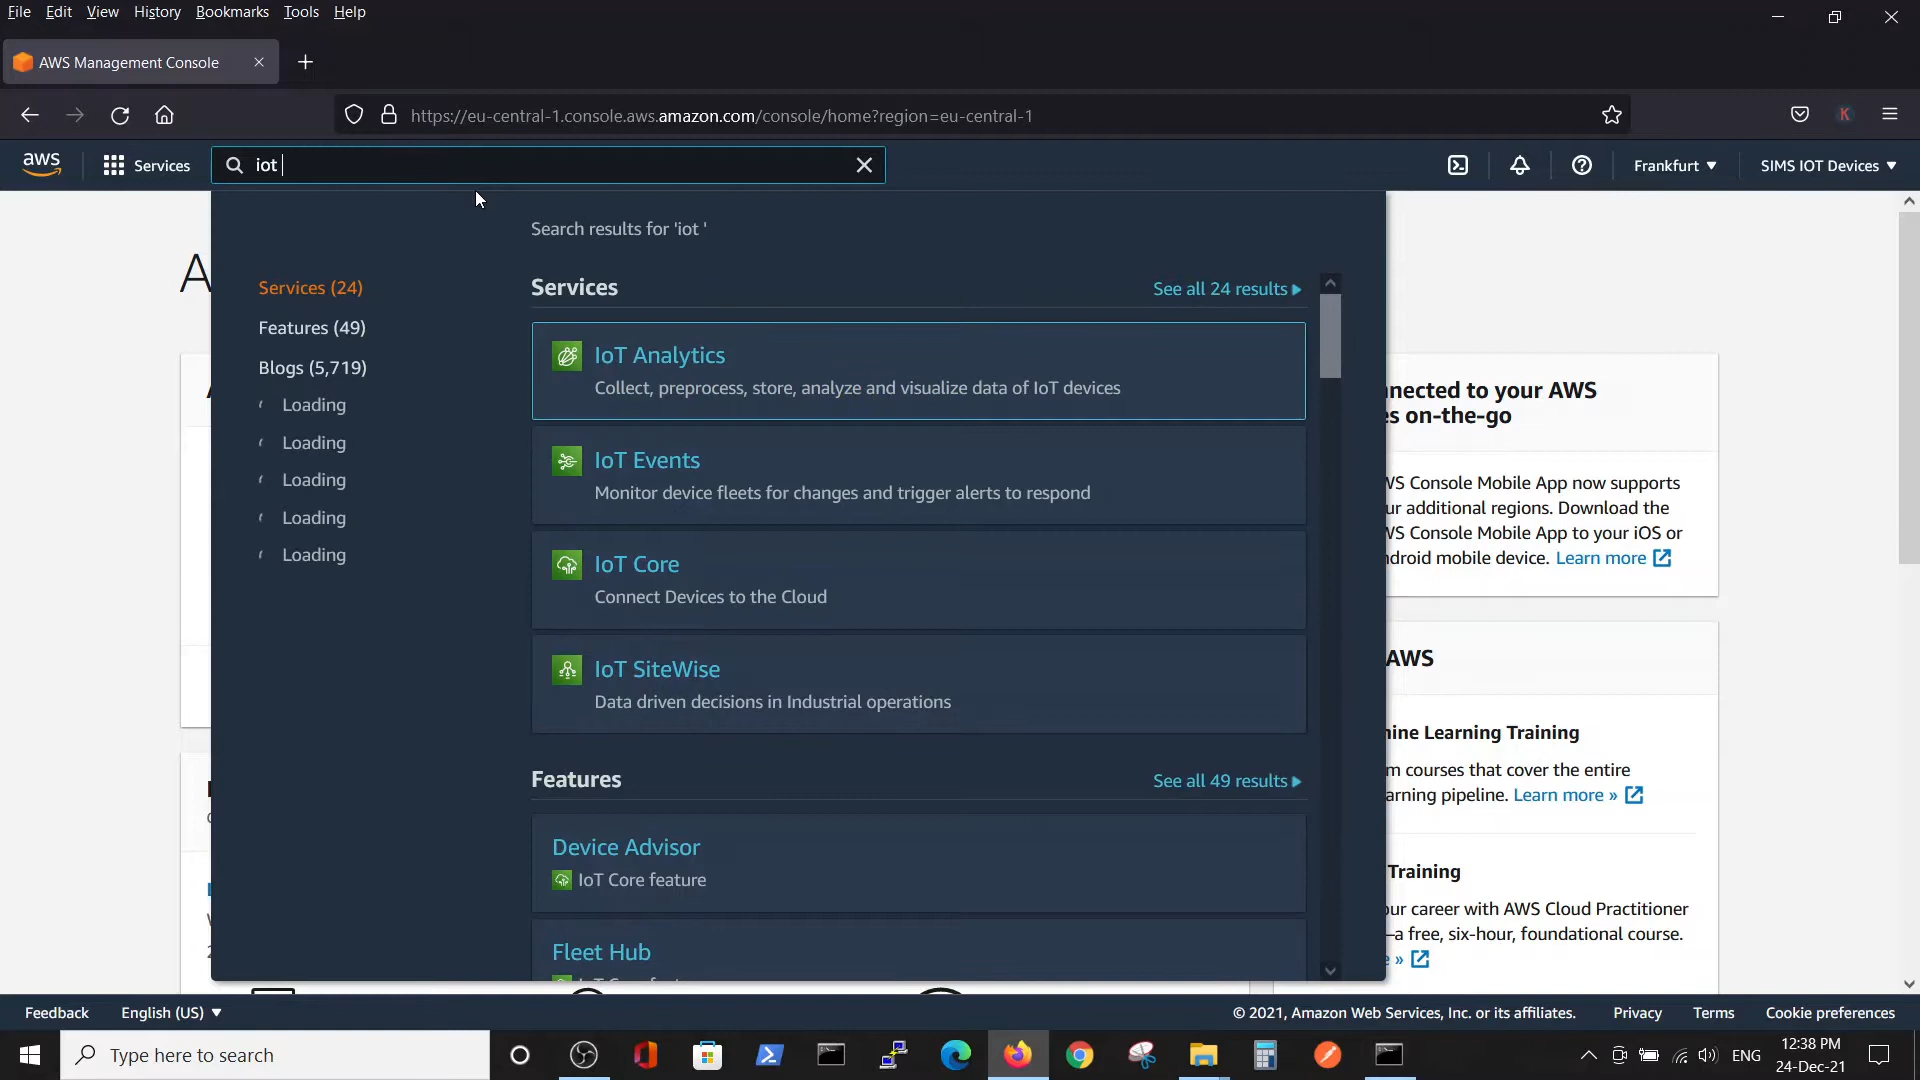 File Edit View History Bookmarks Tools Help
AWS Management Console
https://eu-central-1.console.aws.amazon.com/console/home?region=eu-central-1
K
aws Services iot Frankfurt SIMS IOT Devices
Search results for 'iot '
Services (24)
Features (49)
Blogs (5,719)
Loading
Loading
Loading
Loading
Loading
Services See all 24 results
IoT Analytics
Collect, preprocess, store, analyze and visualize data of IoT devices
IoT Events
Monitor device fleets for changes and trigger alerts to respond
IoT Core
Connect Devices to the Cloud
IoT SiteWise
Data driven decisions in Industrial operations
Features See all 49 results
Device Advisor
IoT Core feature
Fleet Hub
A
nnected to your AWS
es on-the-go
WS Console Mobile App now supports
ur additional regions. Download the
WS Console Mobile App to your iOS or
ndroid mobile device. Learn more
AWS
hine Learning Training
m courses that cover the entire
arning pipeline. Learn more »
Training
our career with AWS Cloud Practitioner
—a free, six-hour, foundational course.
e »
Feedback English (US) © 2021, Amazon Web Services, Inc. or its affiliates. Privacy Terms Cookie preferences
Type here to search
ENG
12:38 PM
24-Dec-21